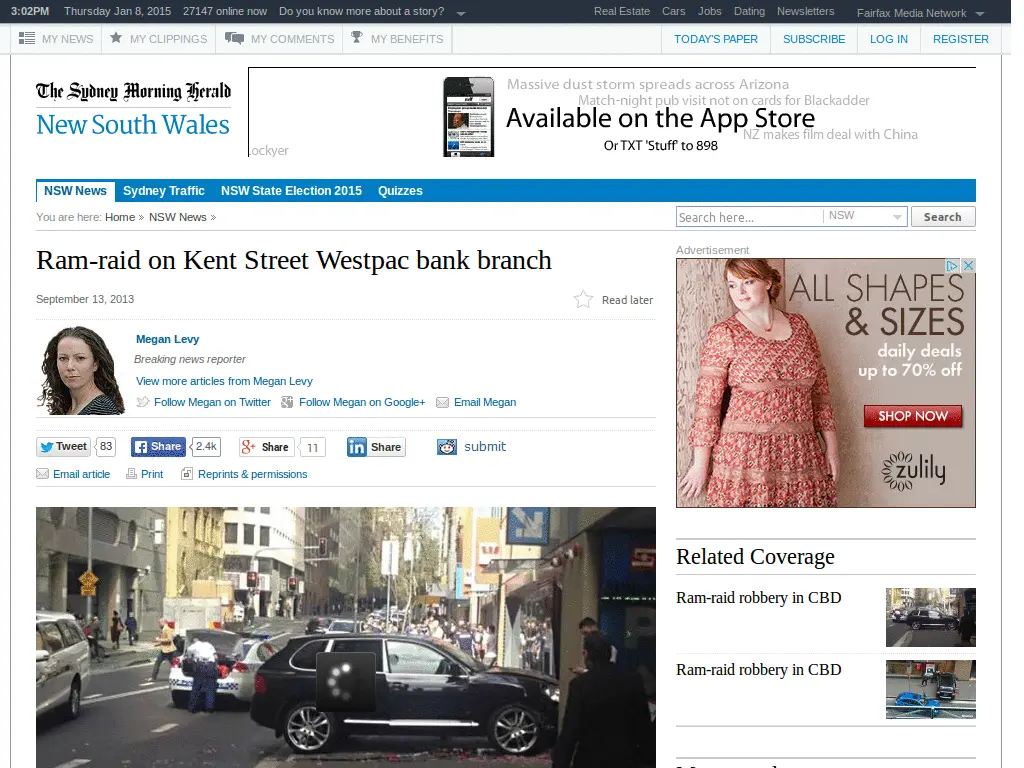 3:02PM Thursday Jan 8, 2015 27147 online now Do you know more about a story? Real Estate Cars Jobs Dating Newsletters Fairfax Media Network
MY NEWS MY CLIPPINGS MY COMMENTS MY BENEFITS TODAY'S PAPER SUBSCRIBE LOG IN REGISTER
The Sydney Morning Herald
New South Wales
Massive dust storm spreads across Arizona
Match-night pub visit not on cards for Blackadder
Available on the App Store
NZ makes film deal with China
Or TXT 'Stuff' to 898
ockyer
NSW News Sydney Traffic NSW State Election 2015 Quizzes
You are here: Home » NSW News »
Search here... NSW Search
Ram-raid on Kent Street Westpac bank branch
September 13, 2013
Read later
Megan Levy
Breaking news reporter
View more articles from Megan Levy
Follow Megan on Twitter Follow Megan on Google+ Email Megan
Tweet 83 Share 2.4k Share 11 Share submit
Email article Print Reprints & permissions
Advertisement
ALL SHAPES
& SIZES
daily deals
up to 70% off
SHOP NOW
zulily
Related Coverage
Ram-raid robbery in CBD
Ram-raid robbery in CBD